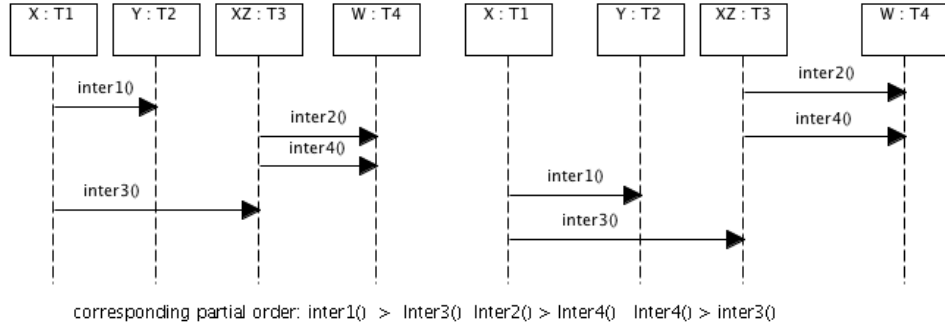 X : T1 Y : T2 XZ : T3 W : T4 X : T1 Y : T2 XZ : T3 W : T4
inter2()
inter1()
inter2()
inter4()
inter4()
inter1()
inter3()
inter3()
corresponding partial order: inter1() > Inter3() Inter2() > Inter4() Inter4() > inter3()